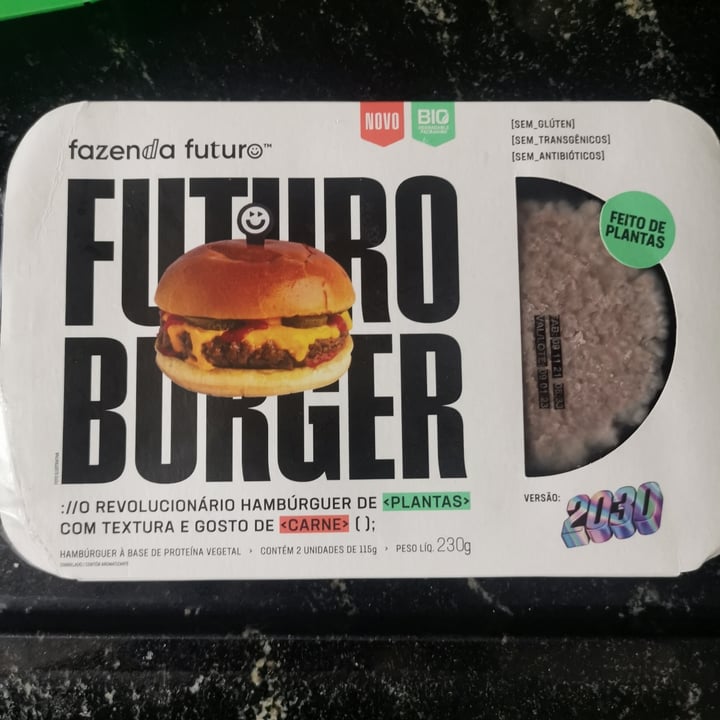 NOVO
BIO
[SEM_GLÚTEN]
[SEM_TRANSGÊNICOS]
[SEM_ANTIBIÓTICOS]
fazenda futuro™
FUTURO
BURGER
FEITO DE
PLANTAS
://O REVOLUCIONÁRIO HAMBÚRGUER DE <PLANTAS>
COM TEXTURA E GOSTO DE <CARNE> ( );
VERSÃO: 2030
HAMBÚRGUER À BASE DE PROTEÍNA VEGETAL › CONTÉM 2 UNIDADES DE 115g › PESO LÍQ. 230g